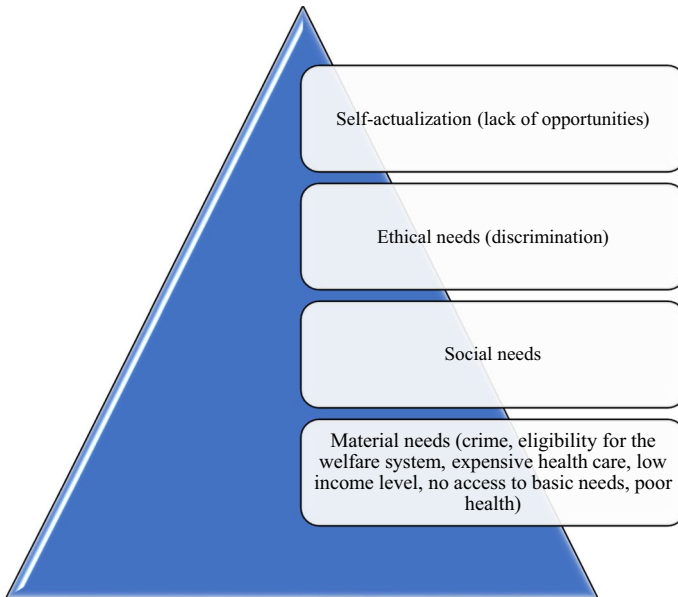 Self-actualization (lack of opportunities)
Ethical needs (discrimination)
Social needs
Material needs (crime, eligibility for the
welfare system, expensive health care, low
income level, no access to basic needs, poor
health)